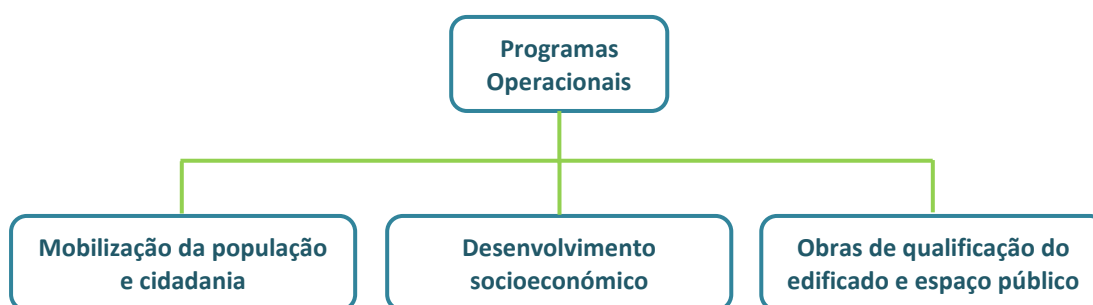 Programas
Operacionais
Mobilização da população
e cidadania
Desenvolvimento
socioeconómico
Obras de qualificação do
edificado e espaço público